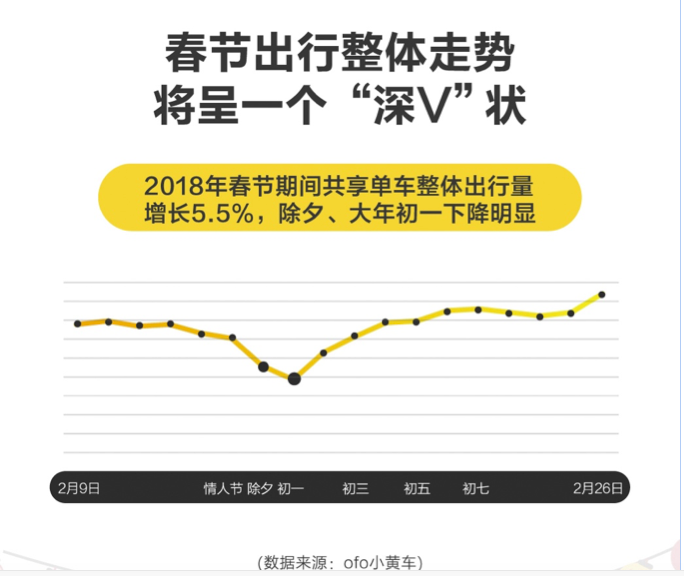 春节出行整体走势
将呈一个“深V”状
2018年春节期间共享单车整体出行量
增长5.5%，除夕、大年初一下降明显
2月9日 情人节 除夕 初一 初三 初五 初七 2月26日
(数据来源：ofo小黄车)